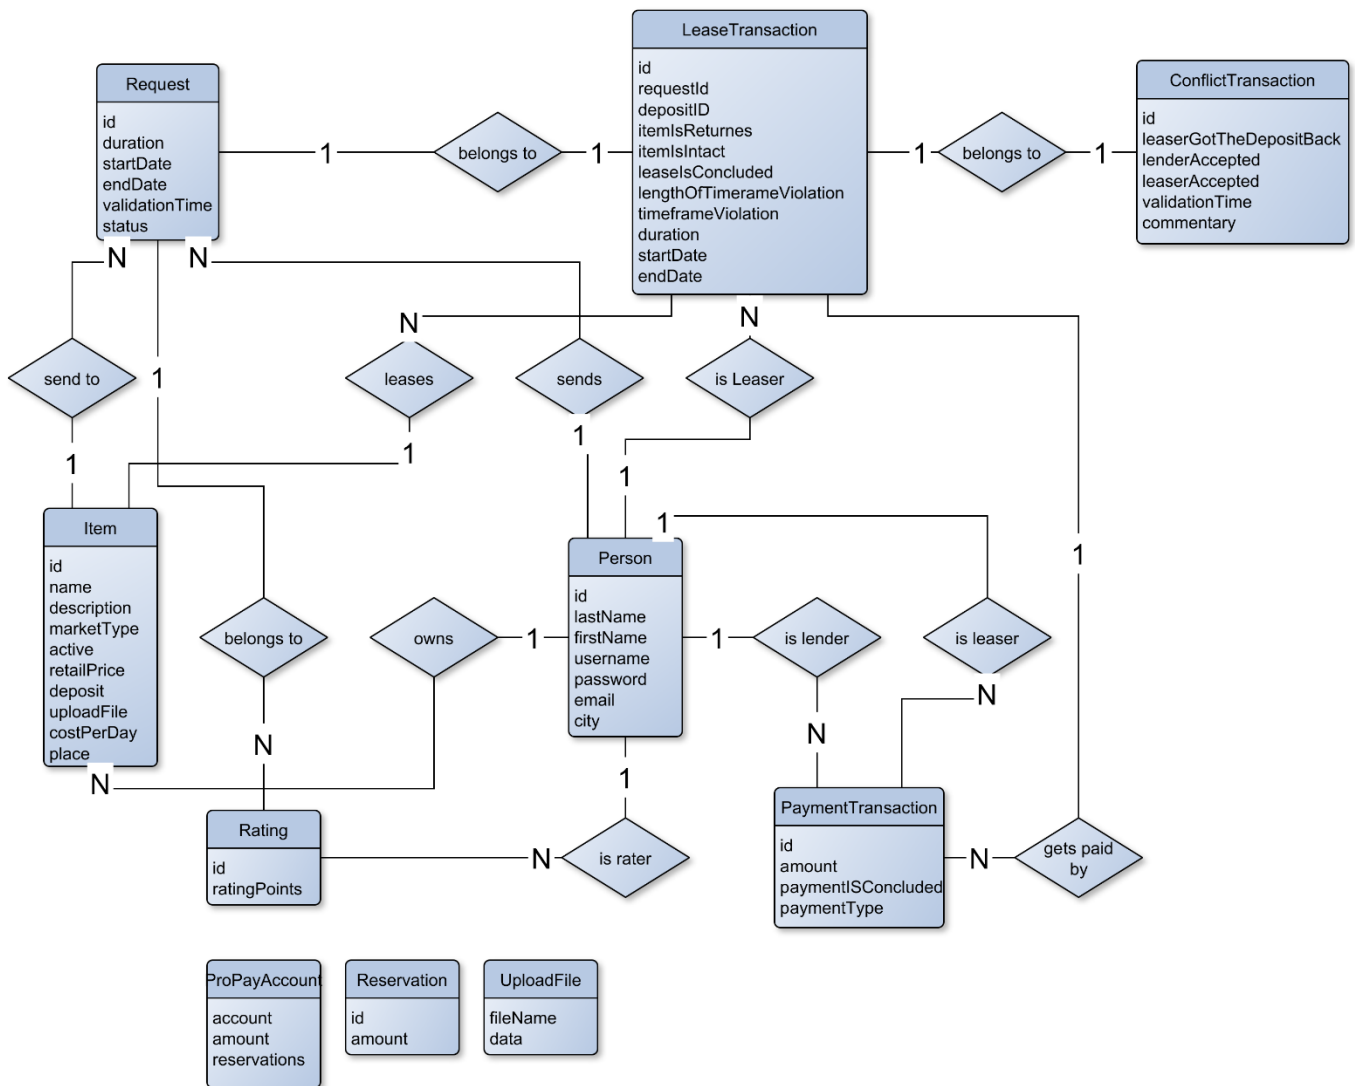 LeaseTransaction
id
requestId
depositID
itemIsReturnes
itemIsIntact
leaseIsConcluded
lengthOfTimerameViolation
timeframeViolation
duration
startDate
endDate
Request
id
duration
startDate
endDate
validationTime
status
ConflictTransaction
id
leaserGotTheDepositBack
lenderAccepted
leaserAccepted
validationTime
commentary
1
belongs to
1
1
belongs to
1
N
N
N
N
send to
1
leases
sends
is Leaser
1
1
1
1
1
1
1
Item
id
name
description
marketType
active
retailPrice
deposit
uploadFile
costPerDay
place
Person
id
lastName
firstName
username
password
email
city
belongs to
owns
1
1
is lender
is leaser
N
N
N
N
1
Rating
id
ratingPoints
N
is rater
PaymentTransaction
id
amount
paymentISConcluded
paymentType
N
gets paid
by
ProPayAccount
account
amount
reservations
Reservation
id
amount
UploadFile
fileName
data